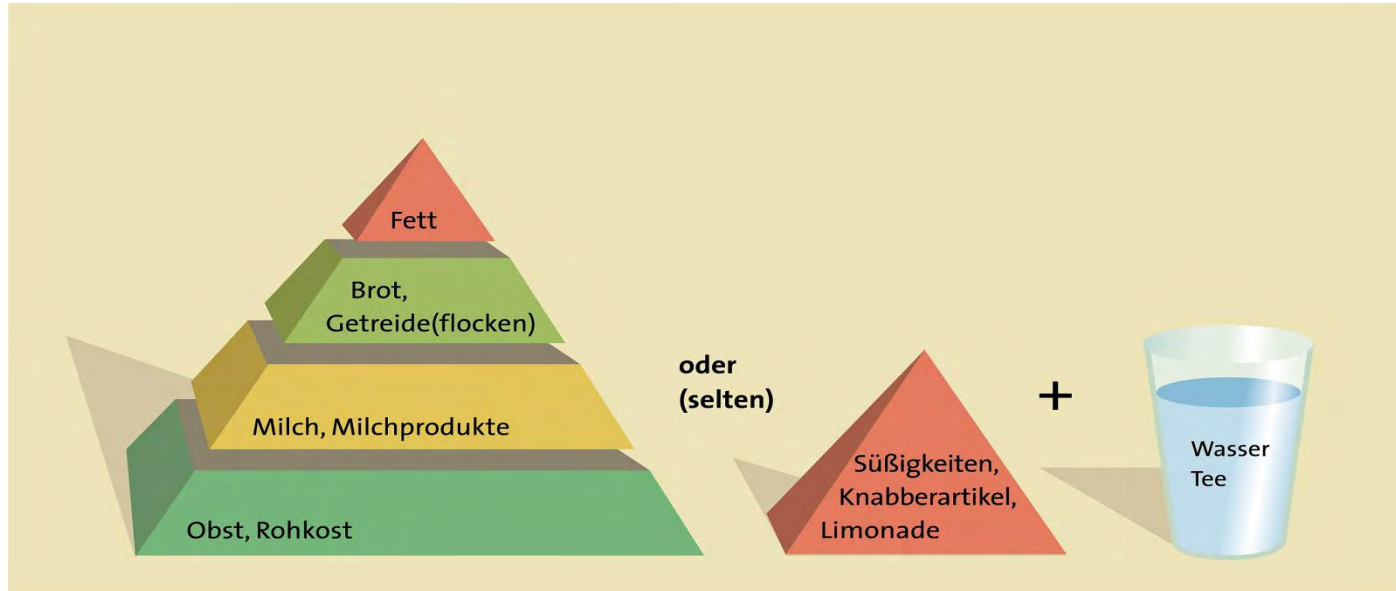 Fett
Brot,
Getreide(flocken)
Milch, Milchprodukte
Obst, Rohkost
oder
(selten)
Süßigkeiten,
Knabberartikel,
Limonade
+
Wasser
Tee